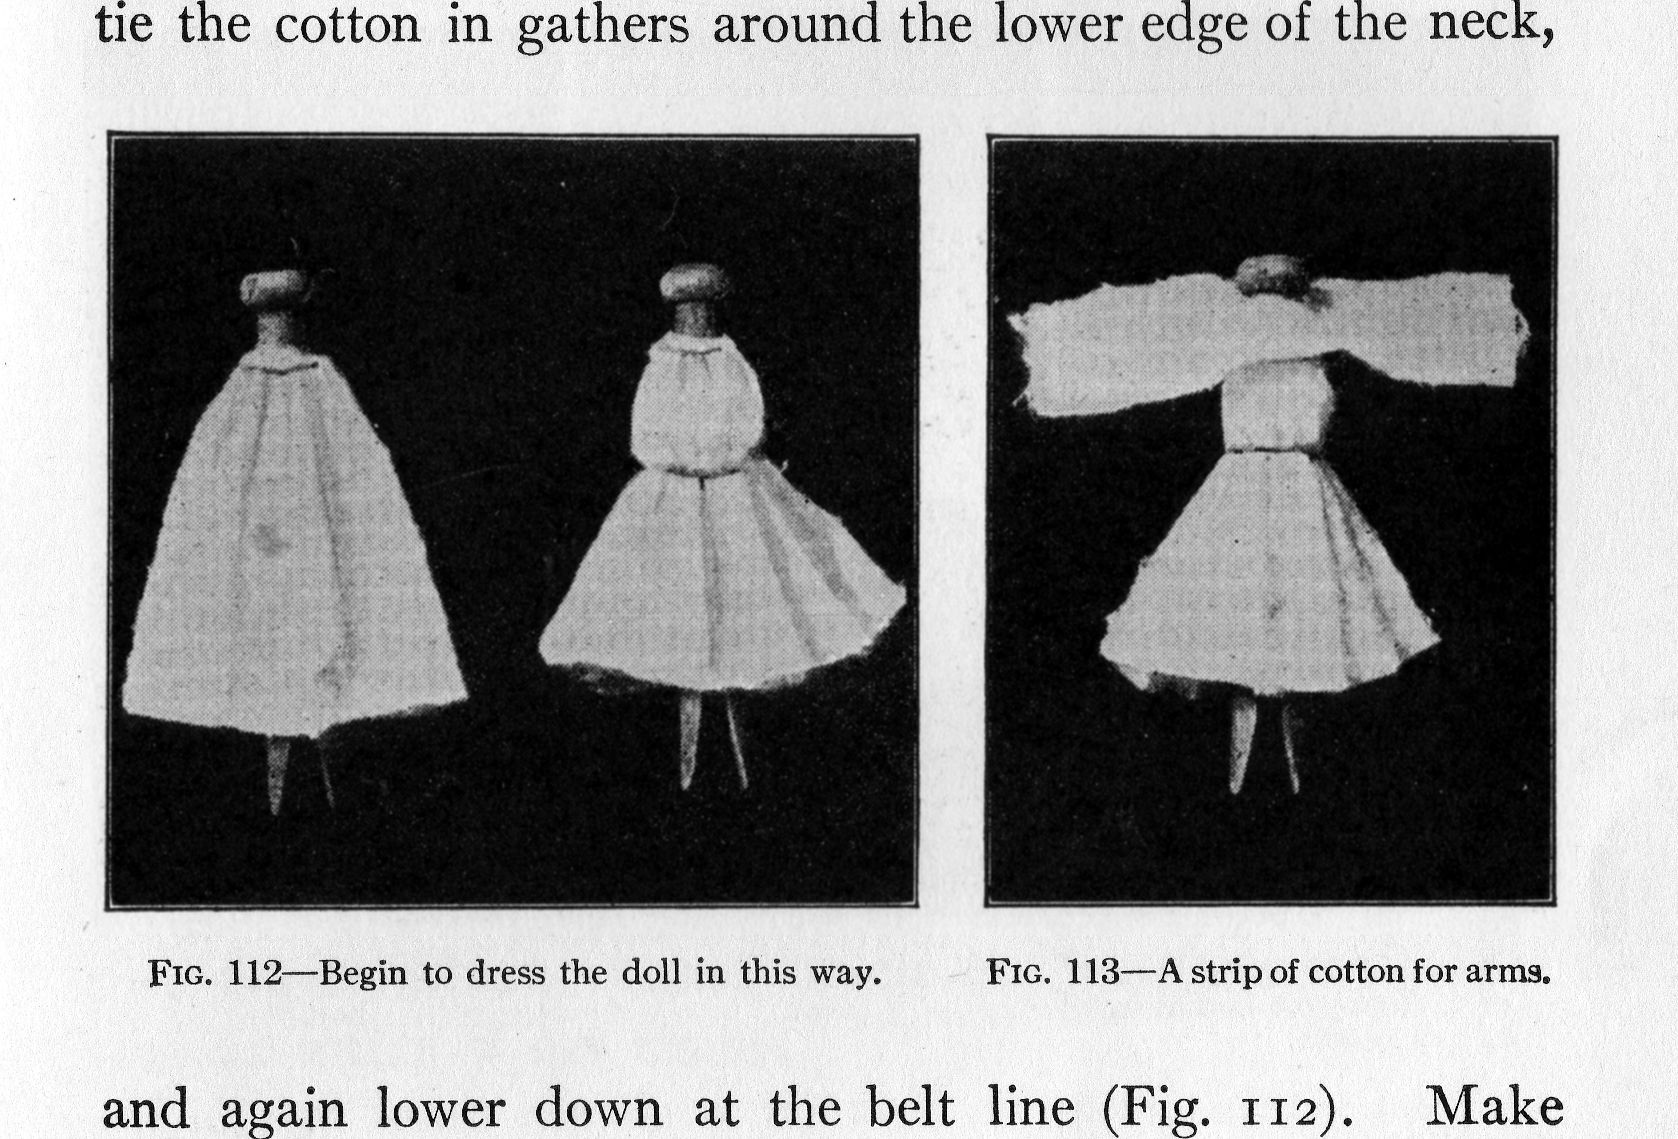 tie the cotton in gathers around the lower edge of the neck,
Fig. 112—Begin to dress the doll in this way.
Fig. 113—A strip of cotton for arms.
and again lower down at the belt line (Fig. 112). Make